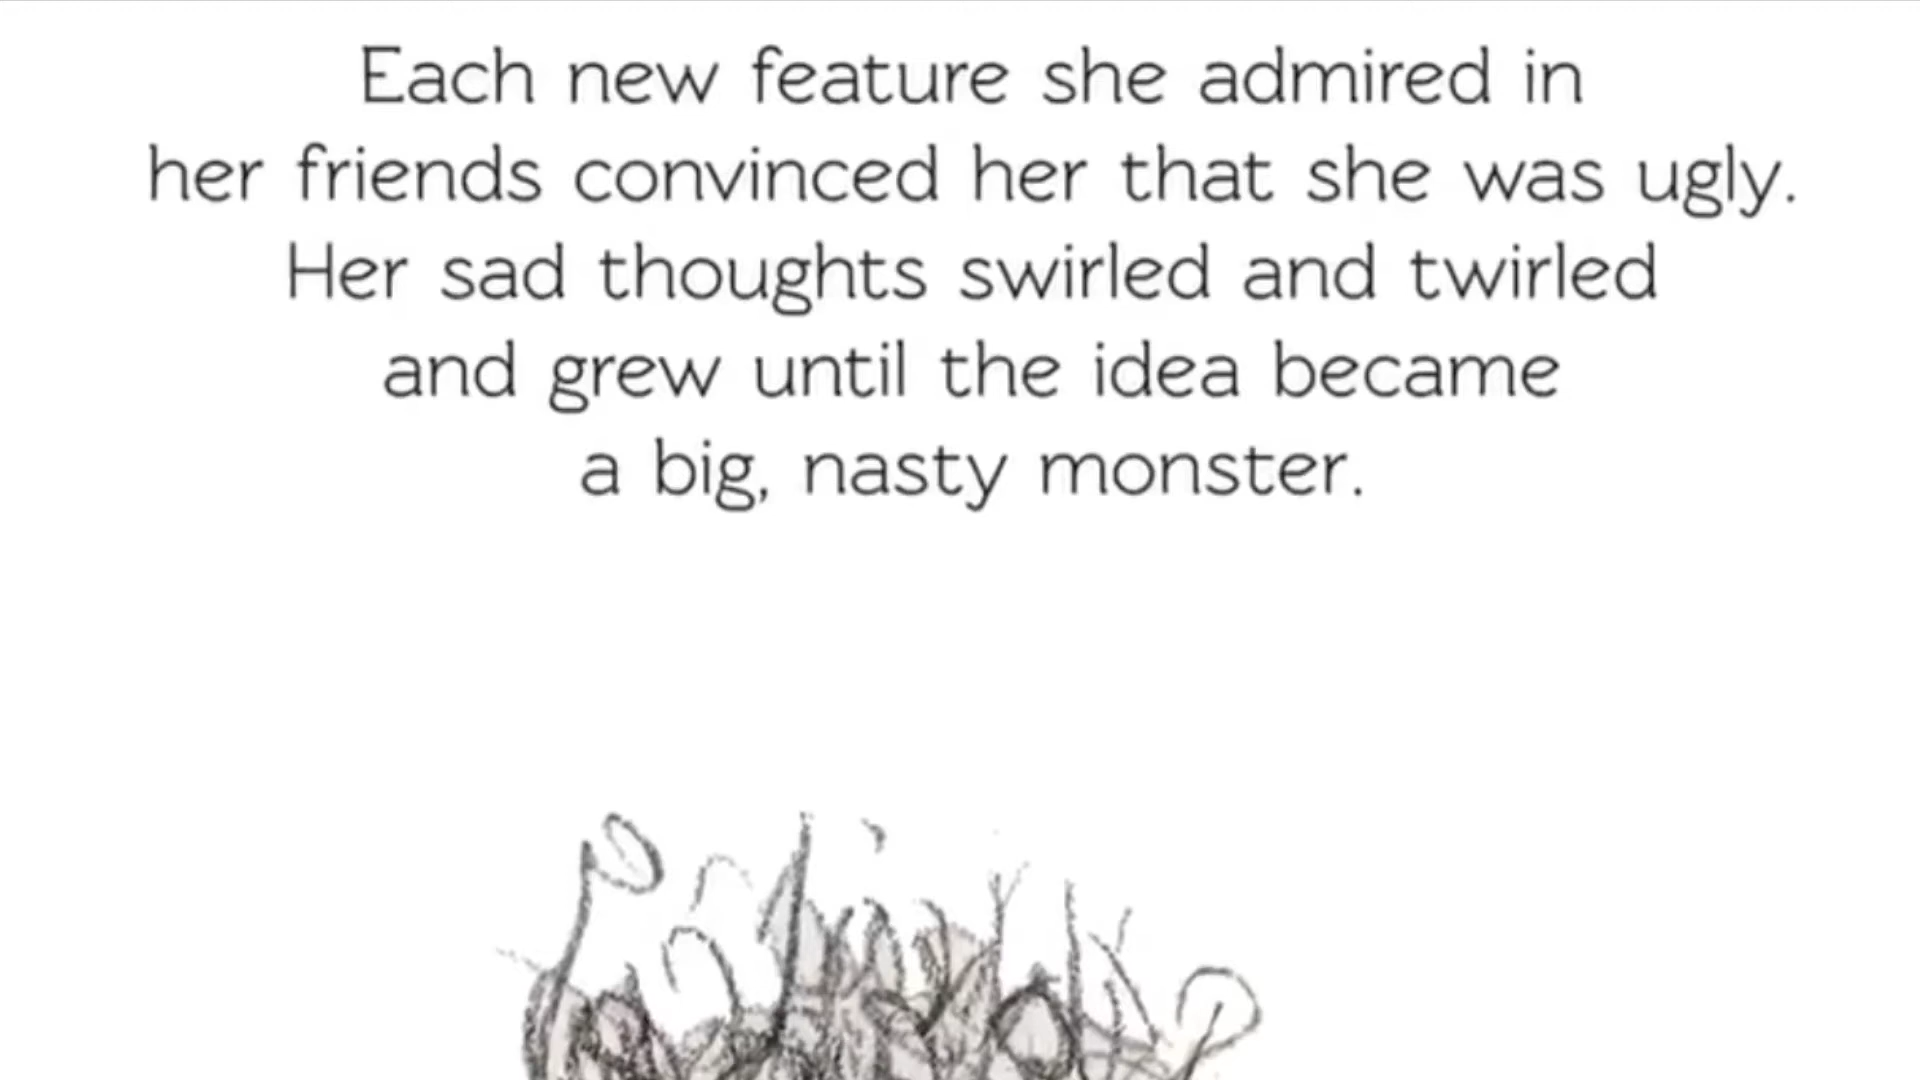 Each new feature she admired in
her friends convinced her that she was ugly.
Her sad thoughts swirled and twirled
and grew until the idea became
a big, nasty monster.